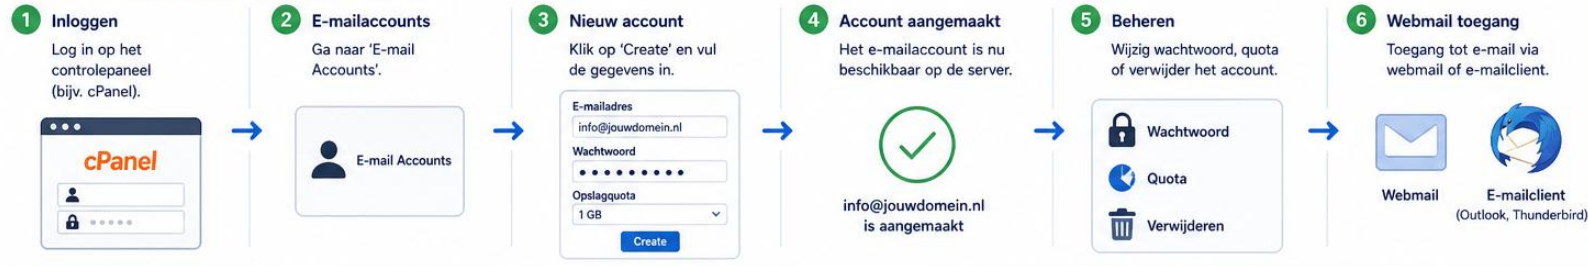 1 Inloggen
Log in op het
controlepaneel
(bijv. cPanel).
cPanel
2 E-mailaccounts
Ga naar 'E-mail
Accounts'.
E-mail Accounts
3 Nieuw account
Klik op 'Create' en vul
de gegevens in.
E-mailadres
info@jouwdomein.nl
Wachtwoord
Opslagquota
1 GB
Create
4 Account aangemaakt
Het e-mailaccount is nu
beschikbaar op de server.
info@jouwdomein.nl
is aangemaakt
5 Beheren
Wijzig wachtwoord, quota
of verwijder het account.
Wachtwoord
Quota
Verwijderen
6 Webmail toegang
Toegang tot e-mail via
webmail of e-mailclient.
Webmail
E-mailclient
(Outlook, Thunderbird)